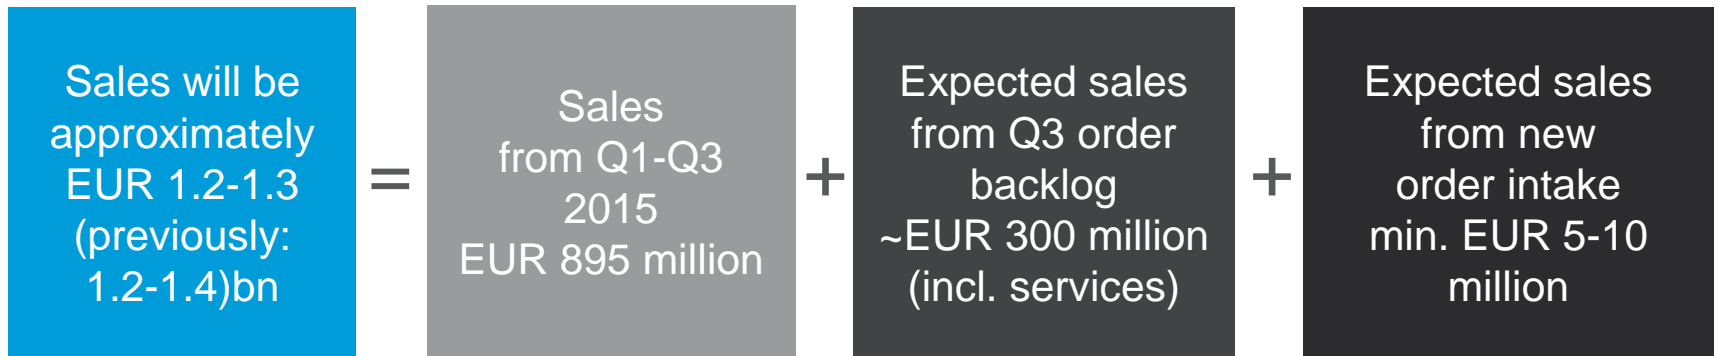 Sales will be
approximately
EUR 1.2-1.3
(previously:
1.2-1.4)bn
=
Sales
from Q1-Q3
2015
EUR 895 million
+
Expected sales
from Q3 order
backlog
~EUR 300 million
(incl. services)
+
Expected sales
from new
order intake
min. EUR 5-10
million